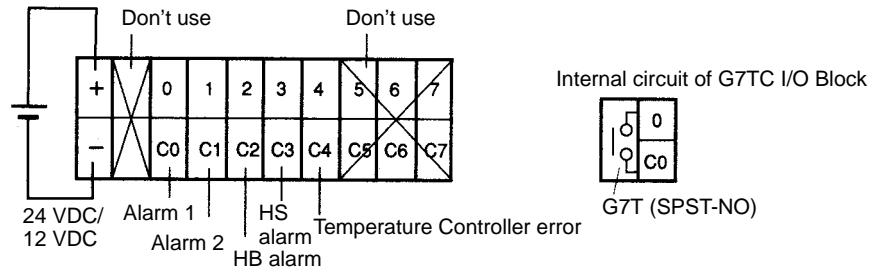 Don't use
Don't use
+ 0 1 2 3 4 5 6 7
– C0 C1 C2 C3 C4 C5 C6 C7
24 VDC/
12 VDC
Alarm 1
Alarm 2
HB alarm
HS
alarm
Temperature Controller error
Internal circuit of G7TC I/O Block
0
C0
G7T (SPST-NO)